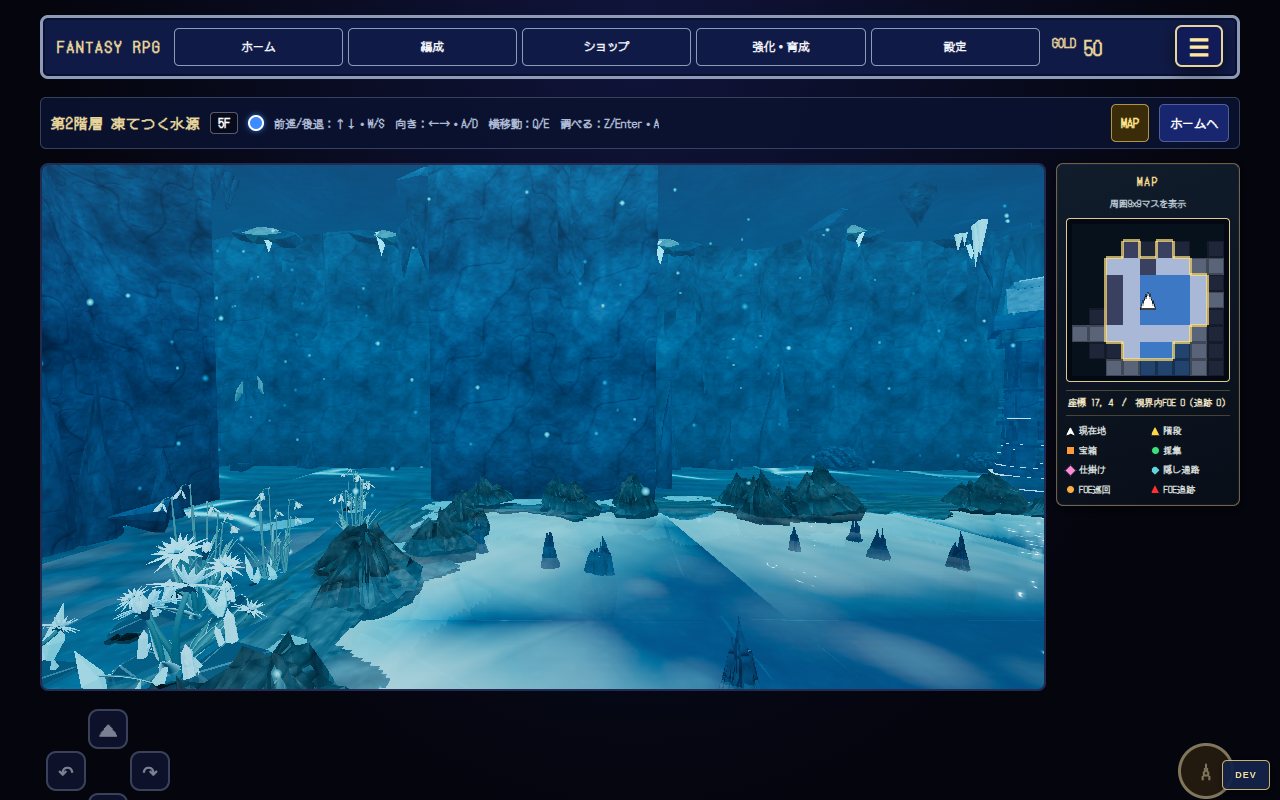 FANTASY RPG ホーム 編成 ショップ 強化・育成 設定 GOLD 50
第2階層 凍てつく水源 5F 前進/後退：↑↓・W/S 向き：←→・A/D 横移動：Q/E 調べる：Z/Enter・A MAP ホームへ
MAP
周囲9x9マスを表示
座標 17, 4 / 視界内FOE 0 (追跡 0)
現在地 階段
宝箱 採集
仕掛け 隠し通路
FOE巡回 FOE追跡
A DEV